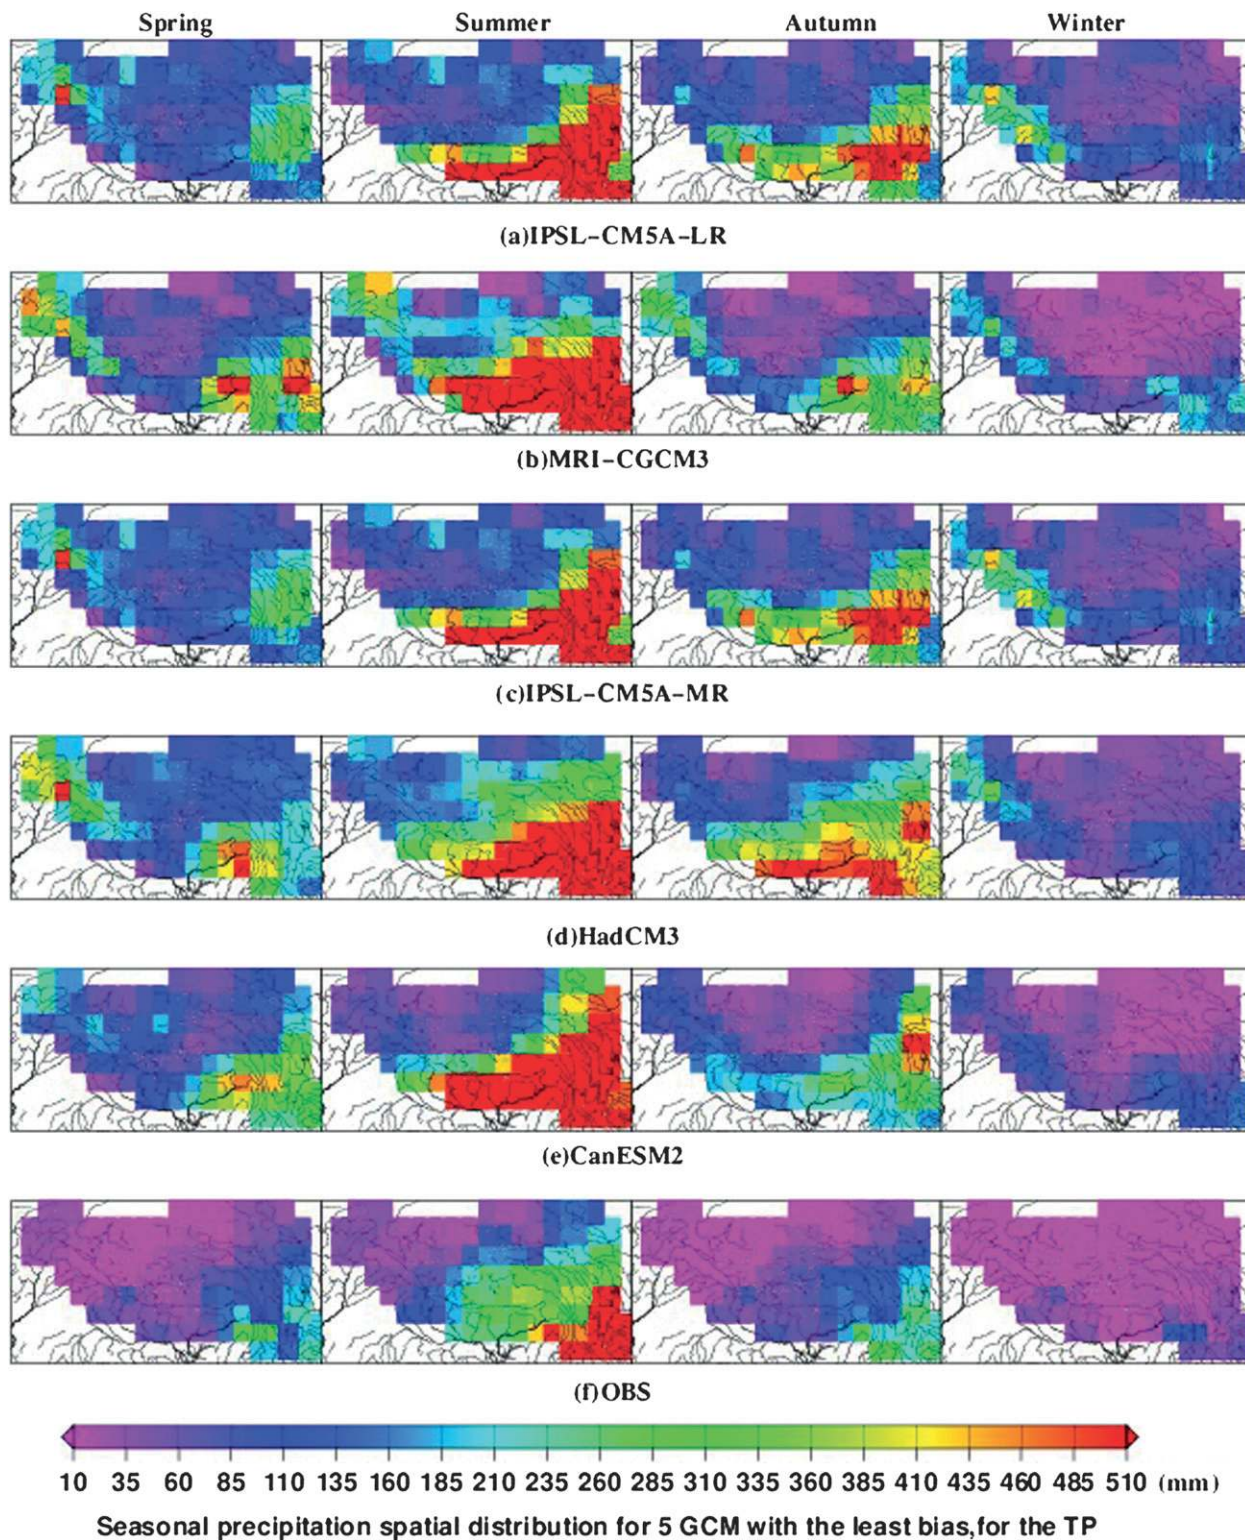 Spring Summer Autumn Winter
(a)IPSL-CM5A-LR
(b)MRI-CGCM3
(c)IPSL-CM5A-MR
(d)HadCM3
(e)CanESM2
(f)OBS
10 35 60 85 110 135 160 185 210 235 260 285 310 335 360 385 410 435 460 485 510 (mm)
Seasonal precipitation spatial distribution for 5 GCM with the least bias,for the TP